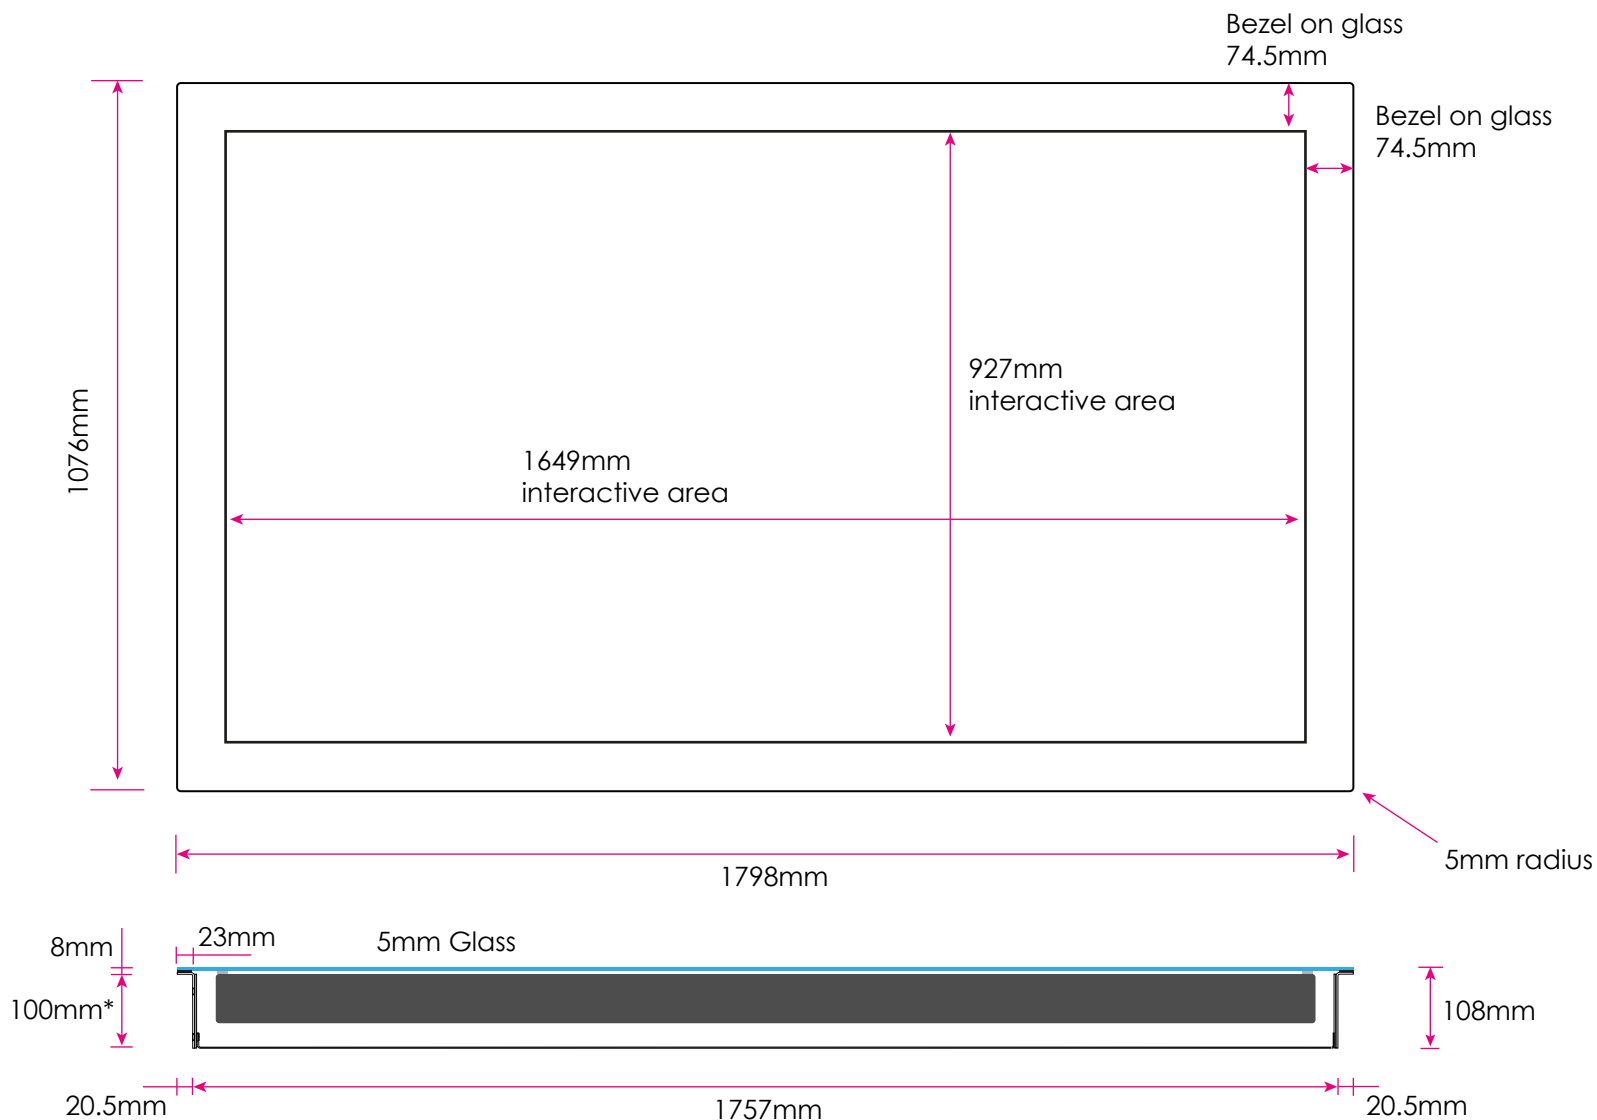 Bezel on glass
74.5mm
Bezel on glass
74.5mm
927mm
interactive area
1076mm
1649mm
interactive area
5mm radius
1798mm
8mm
23mm
5mm Glass
100mm*
108mm
20.5mm
1757mm
20.5mm